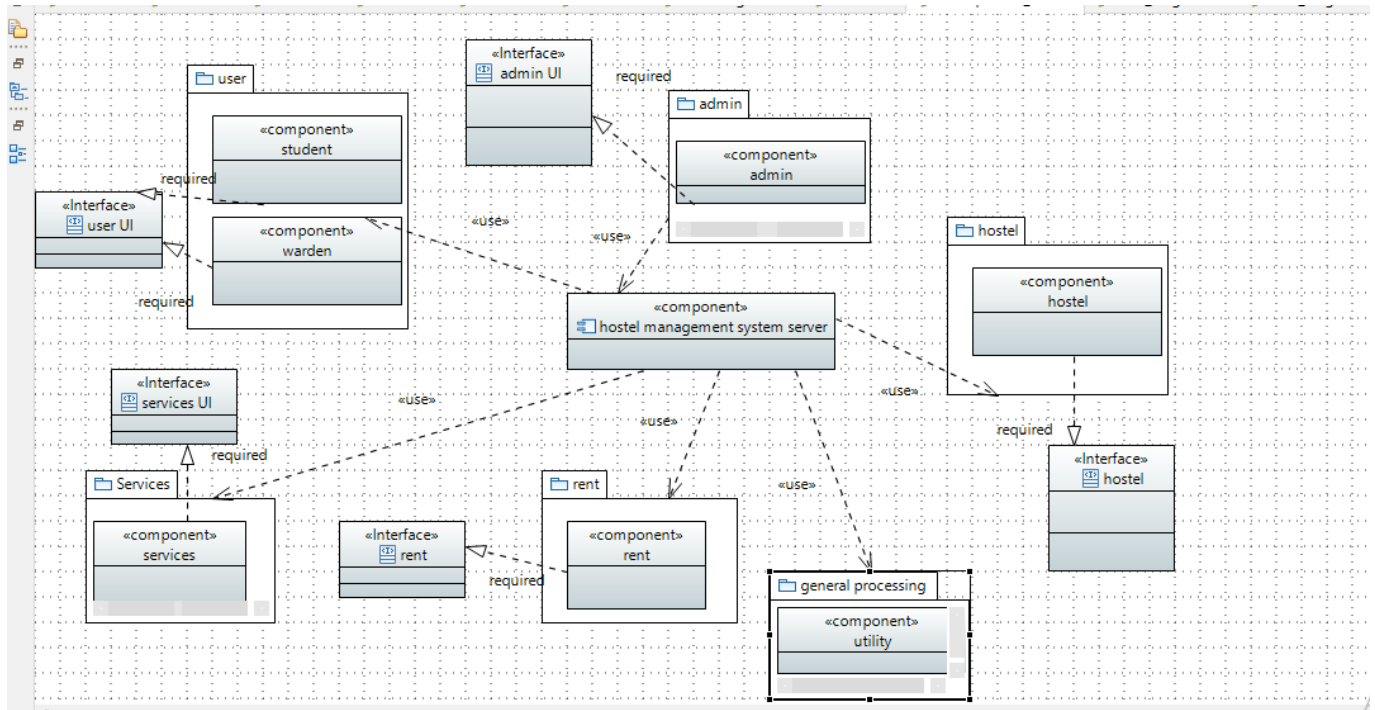 «Interface»
admin UI
required
user
admin
«component»
student
«component»
admin
required
«Interface»
user UI
«component»
warden
«use»
«use»
hostel
required
«component»
hostel
«component»
hostel management system server
«Interface»
services UI
«use»
«use»
«use»
required
required
«Interface»
hostel
Services
rent
«use»
«component»
services
«Interface»
rent
«component»
rent
required
general processing
«component»
utility